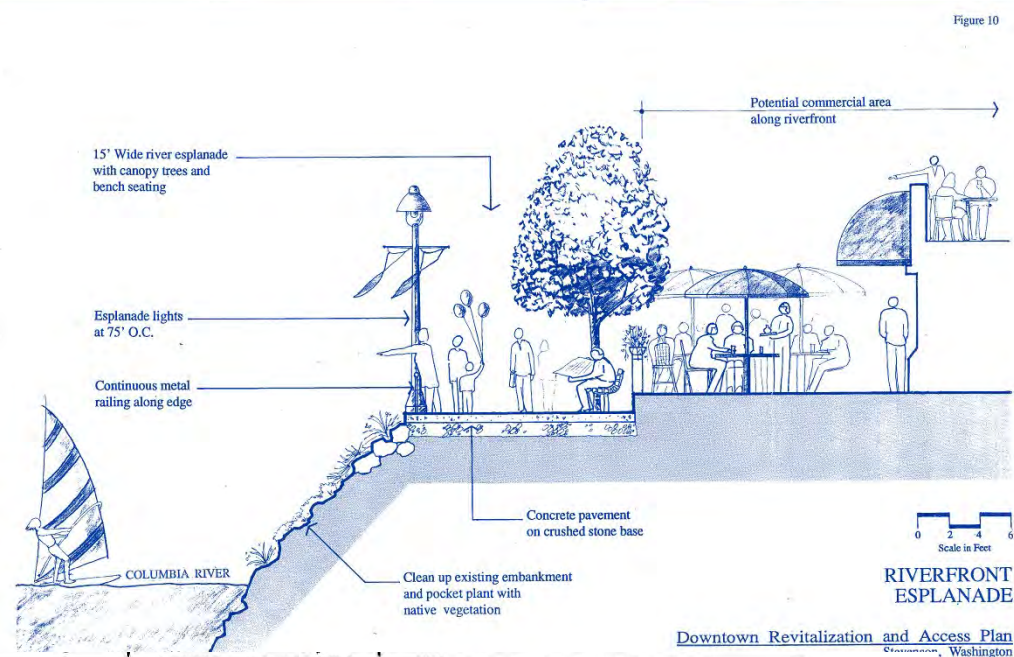 Figure 10
Potential commercial area
along riverfront
15' Wide river esplanade
with canopy trees and
bench seating
Esplanade lights
at 75' O.C.
Continuous metal
railing along edge
Concrete pavement
on crushed stone base
0 2 4 6
Scale in Feet
COLUMBIA RIVER
Clean up existing embankment
and pocket plant with
native vegetation
RIVERFRONT
ESPLANADE
Downtown Revitalization and Access Plan
Stevenson, Washington